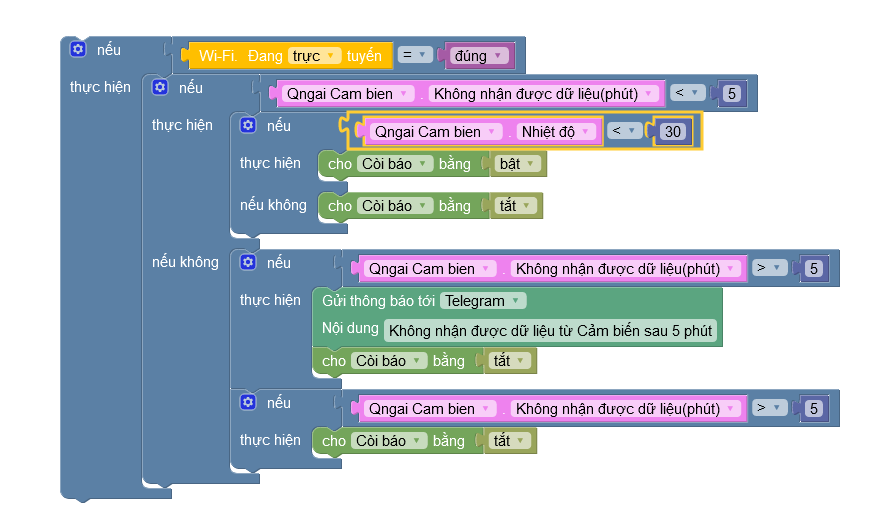 nếu Wi-Fi. Đang trực tuyến = đúng
thực hiện nếu Qngai Cam bien . Không nhận được dữ liệu(phút) < 5
thực hiện nếu Qngai Cam bien . Nhiệt độ < 30
thực hiện cho Còi báo bằng bật
nếu không cho Còi báo bằng tắt
nếu không nếu Qngai Cam bien . Không nhận được dữ liệu(phút) > 5
thực hiện Gửi thông báo tới Telegram
Nội dung Không nhận được dữ liệu từ Cảm biến sau 5 phút
cho Còi báo bằng tắt
nếu Qngai Cam bien . Không nhận được dữ liệu(phút) > 5
thực hiện cho Còi báo bằng tắt